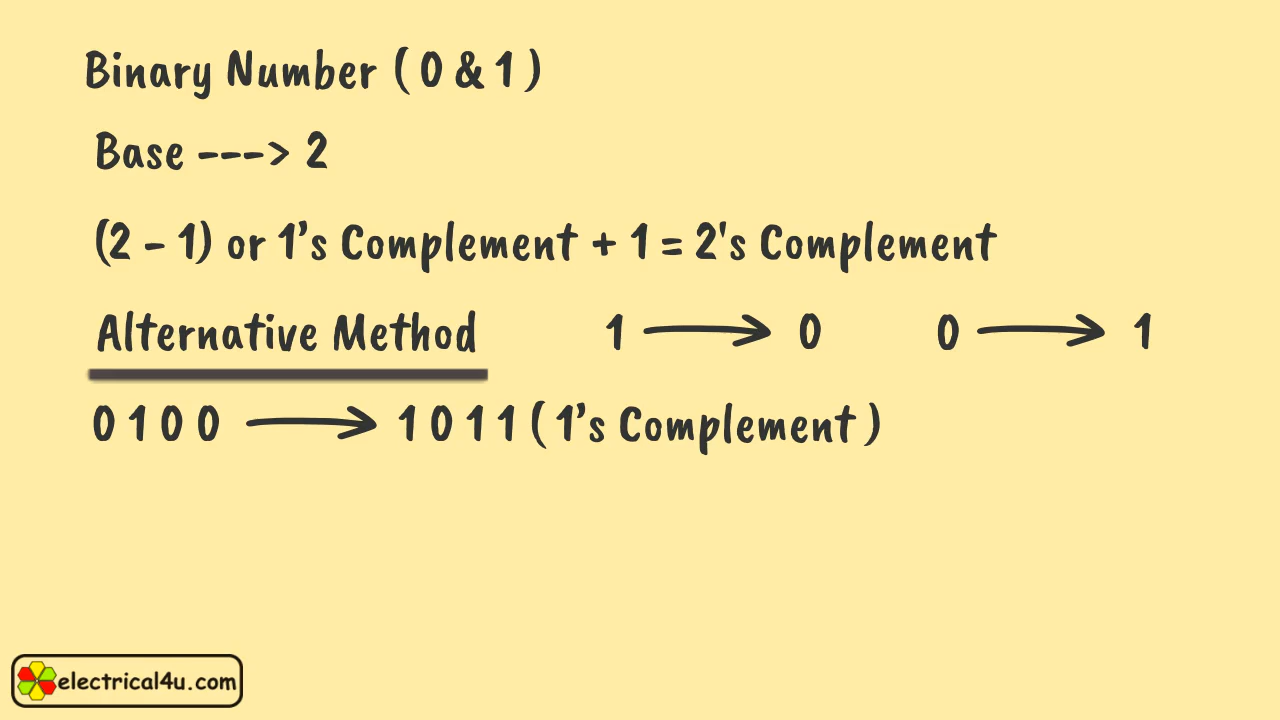 Binary Number ( 0 & 1 )
Base ---> 2
(2 - 1) or 1's Complement + 1 = 2's Complement
Alternative Method 1 → 0 0 → 1
0 1 0 0 → 1 0 1 1 ( 1's Complement )
electrical4u.com